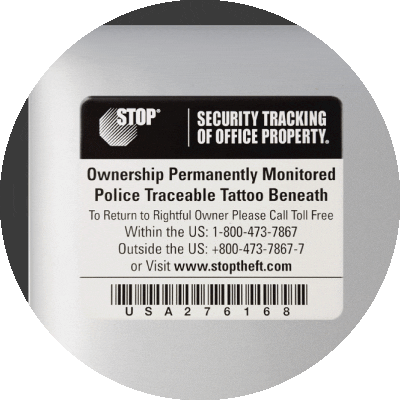 STOP®
SECURITY TRACKING
OF OFFICE PROPERTY®
Ownership Permanently Monitored
Police Traceable Tattoo Beneath
To Return to Rightful Owner Please Call Toll Free
Within the US: 1-800-473-7867
Outside the US: +800-473-7867-7
or Visit www.stoptheft.com
USA276168